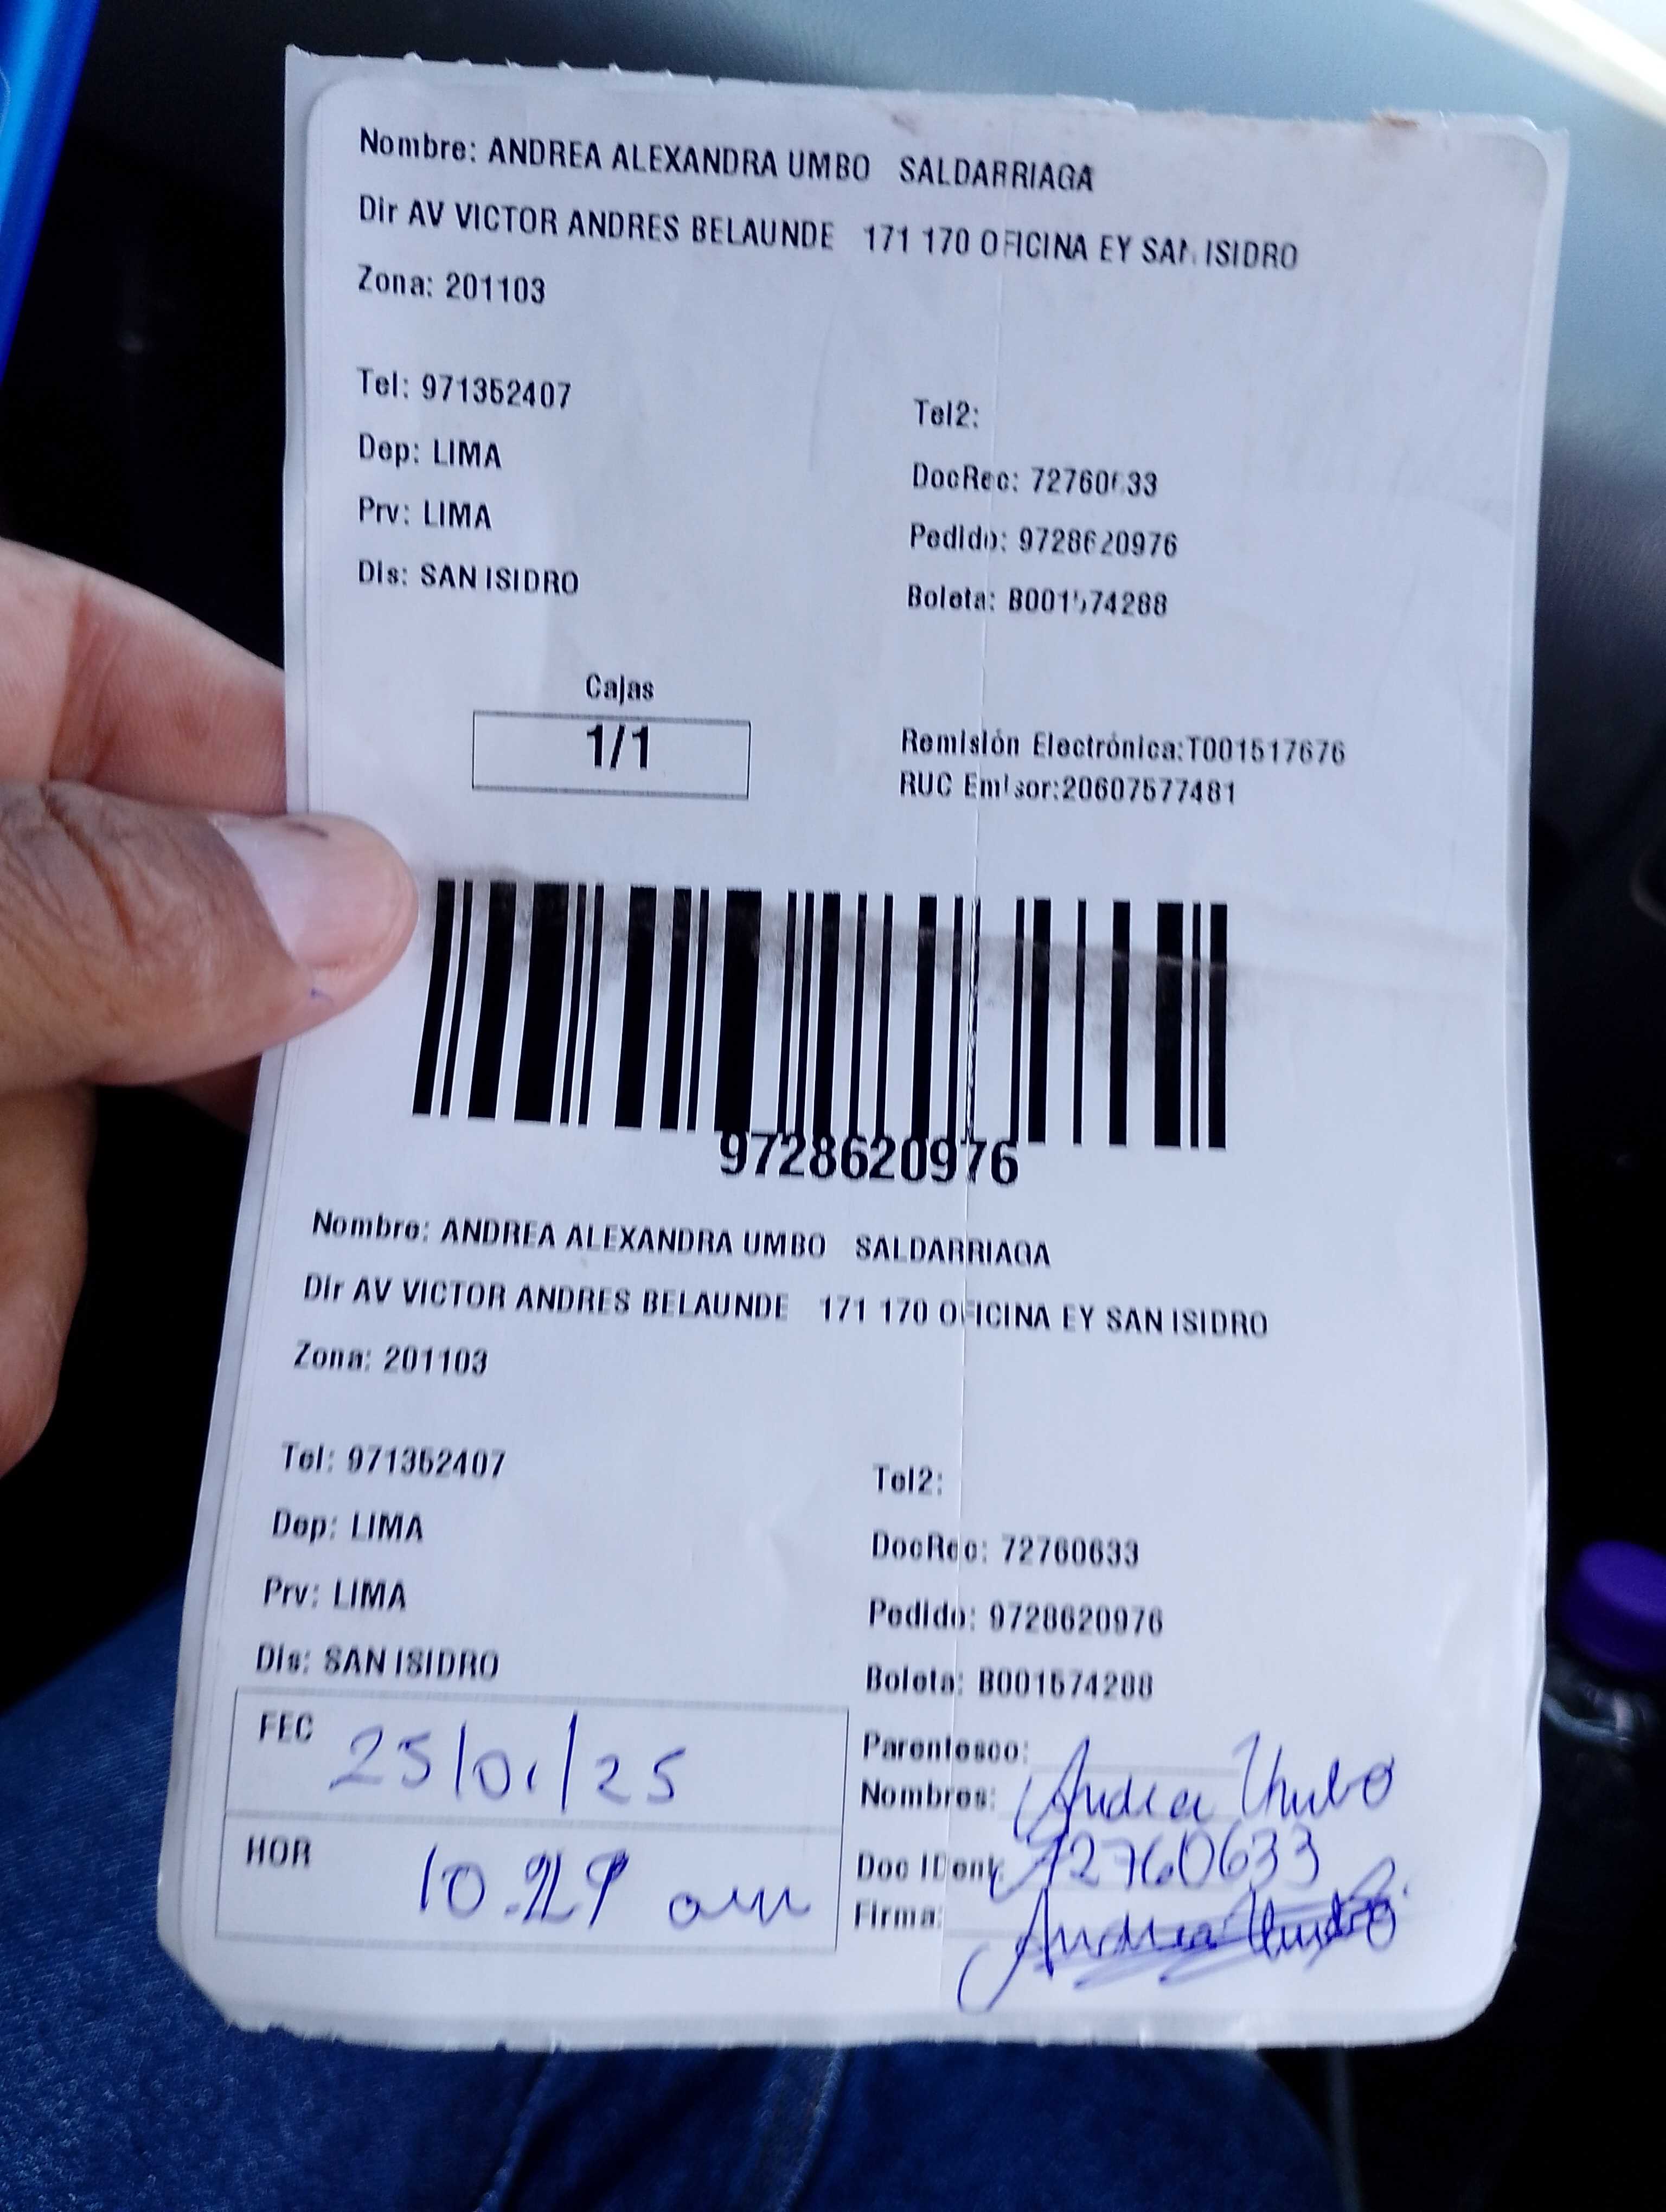 Nombre: ANDREA ALEXANDRA UMBO SALDARRIAGA
Dir AV VICTOR ANDRES BELAUNDE 171 170 OFICINA EY SAN ISIDRO
Zona: 201103
Tel: 971352407
Tel2:
Dep: LIMA
DocRec: 72760633
Prv: LIMA
Pedido: 9728620976
Dis: SAN ISIDRO
Boleta: B001574288
Cajas
1/1
Remisión Electrónica:T001517676
RUC Emisor:20607577481
9728620976
Nombre: ANDREA ALEXANDRA UMBO SALDARRIAGA
Dir AV VICTOR ANDRES BELAUNDE 171 170 OFICINA EY SAN ISIDRO
Zona: 201103
Tel: 971352407
Tel2:
Dep: LIMA
DocRec: 72760633
Prv: LIMA
Pedido: 9728620976
Dis: SAN ISIDRO
Boleta: B001574288
FEC 25/01/25
Parentesco:
Nombres: Andrea Umbo
HOR 10:29 am
Doc IDent: 72760633
Firma: Andrea Umbo